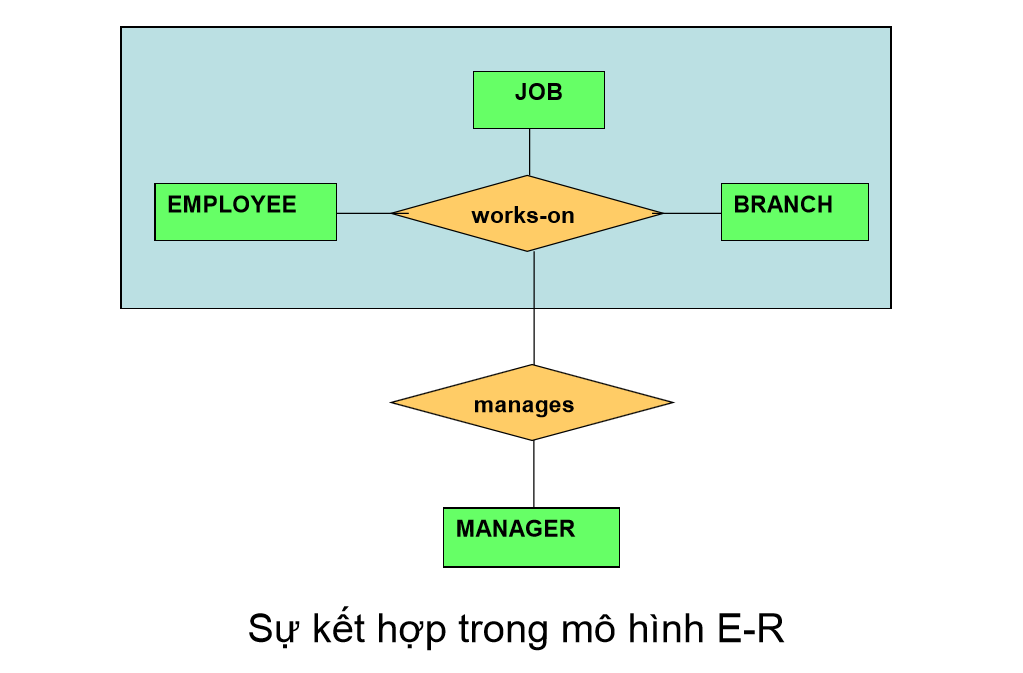 JOB
EMPLOYEE
works-on
BRANCH
manages
MANAGER
Sự kết hợp trong mô hình E-R